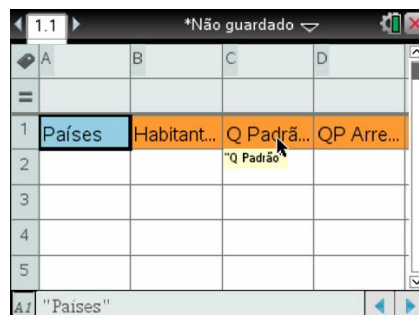 1.1 *Não guardado
A B C D
=
1 Países Habitant... Q Padrã... QP Arre...
2 "Q Padrão"
3
4
5
A1 "Países"